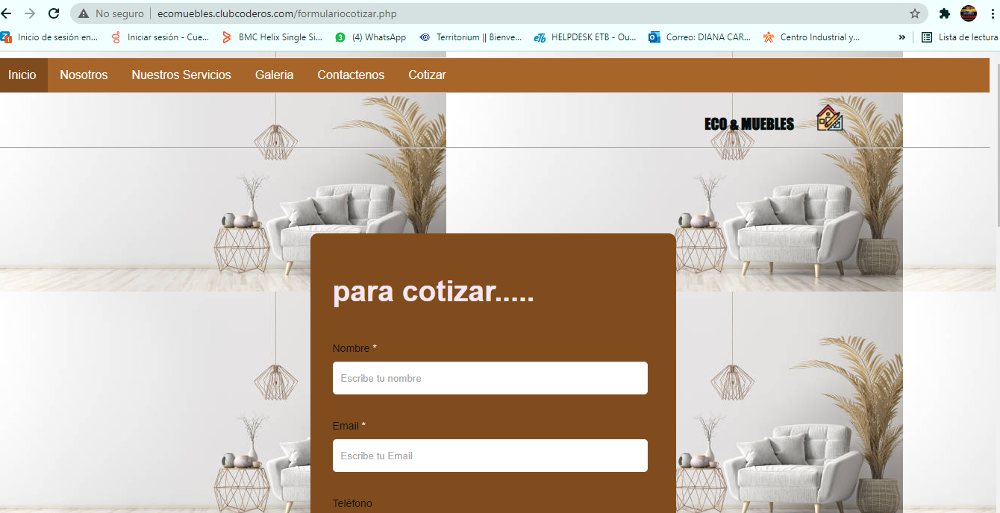 No seguro | ecomuebles.clubcoderos.com/formulariocotizar.php
Inicio de sesión en... Iniciar sesión - Cue... BMC Helix Single Si... 3 (4) WhatsApp Territorium || Bienve... etb HELPDESK ETB - Ou... Correo: DIANA CAR... Centro Industrial y... » Lista de lectura
Inicio Nosotros Nuestros Servicios Galeria Contactenos Cotizar
ECO & MUEBLES
para cotizar.....
Nombre *
Escribe tu nombre
Email *
Escribe tu Email
Teléfono